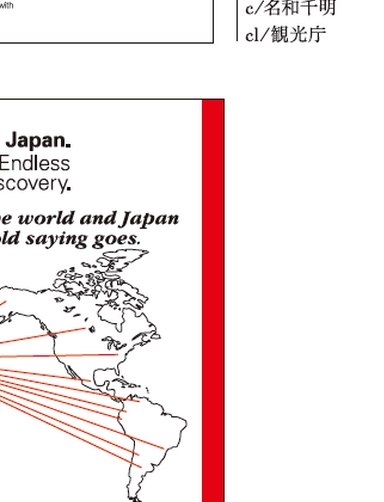 with
c/名和千明
cl/観光庁
Japan.
Endless
scovery.
e world and Japan
old saying goes.